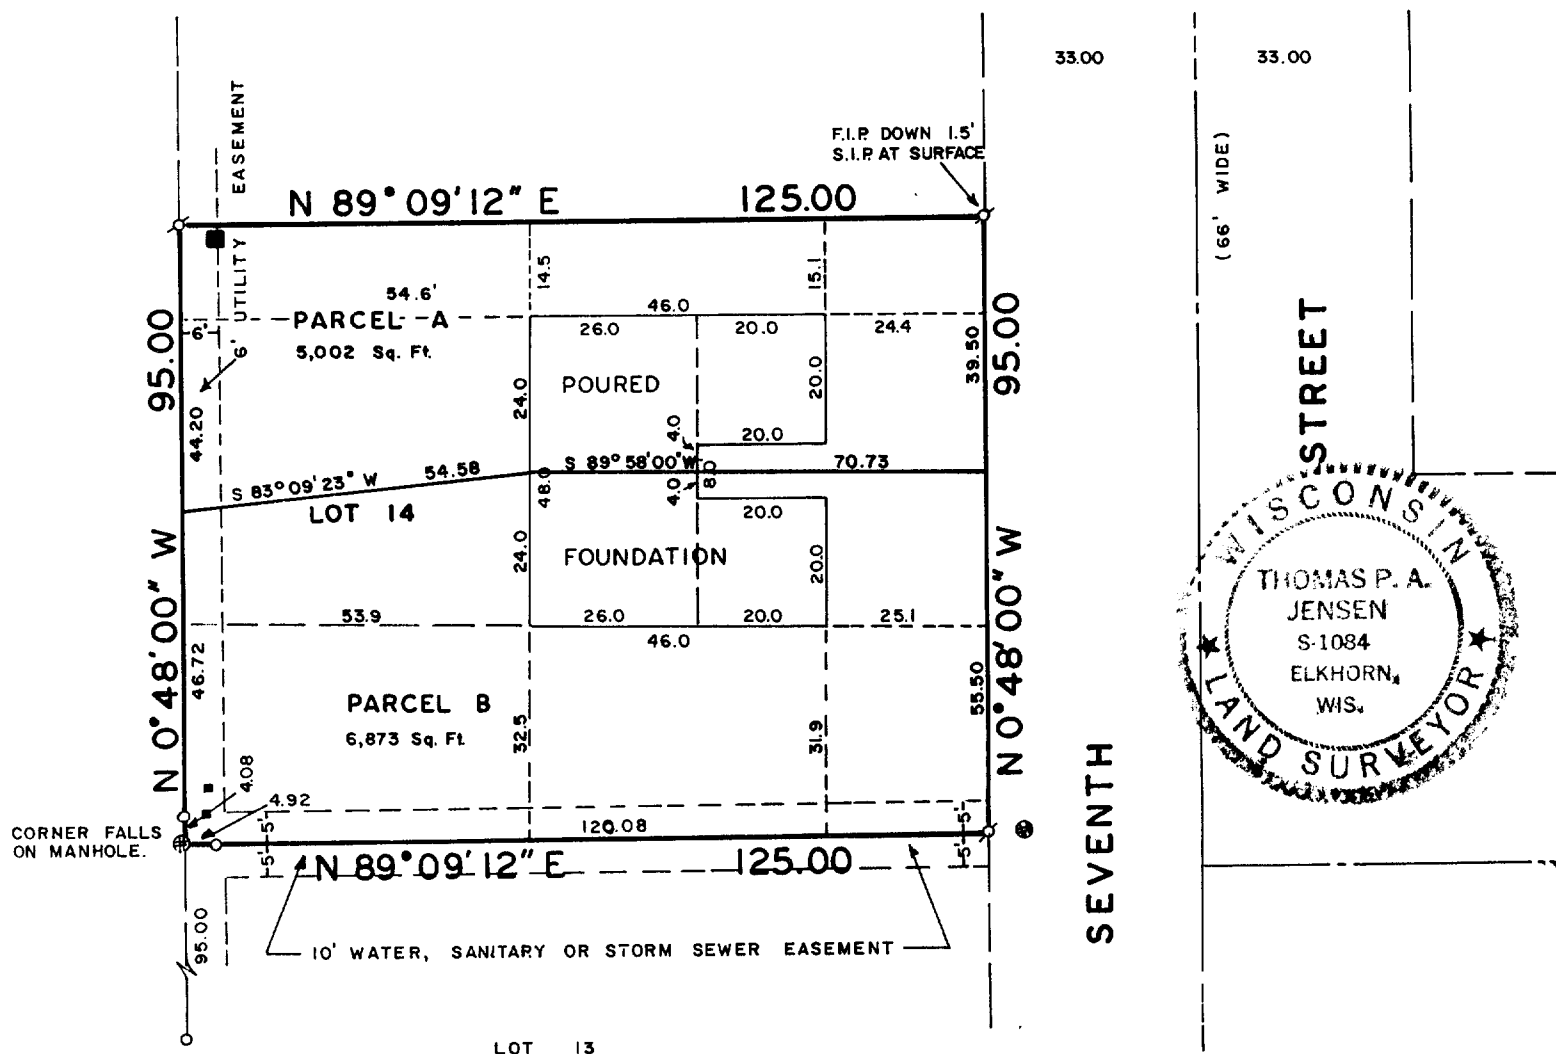 33.00
33.00
F.I.P. DOWN 1.5'
S.I.P. AT SURFACE
UTILITY EASEMENT
(66' WIDE)
N 89° 09' 12" E 125.00
14.5
15.1
54.6'
46.0
6'
PARCEL A
26.0 20.0 24.4
6'
5,002 Sq. Ft.
95.00
39.50
95.00
POURED
24.0
20.0
44.20
4.0
20.0
STREET
S 83° 09' 23" W 54.58
S 89° 58' 00" W
70.73
48.0
4.0
8.0
LOT 14
20.0
24.0
FOUNDATION
20.0
53.9
26.0 20.0 25.1
46.0
N 0° 48' 00" W
46.72
N 0° 48' 00" W
55.50
PARCEL B
6,873 Sq. Ft.
32.5
31.9
4.08
4.92
CORNER FALLS
ON MANHOLE.
120.08
5'
5'
5'
5'
N 89° 09' 12" E 125.00
SEVENTH
95.00
10' WATER, SANITARY OR STORM SEWER EASEMENT
LOT 13
WISCONSIN
THOMAS P. A.
JENSEN
S-1084
ELKHORN,
WIS.
LAND SURVEYOR